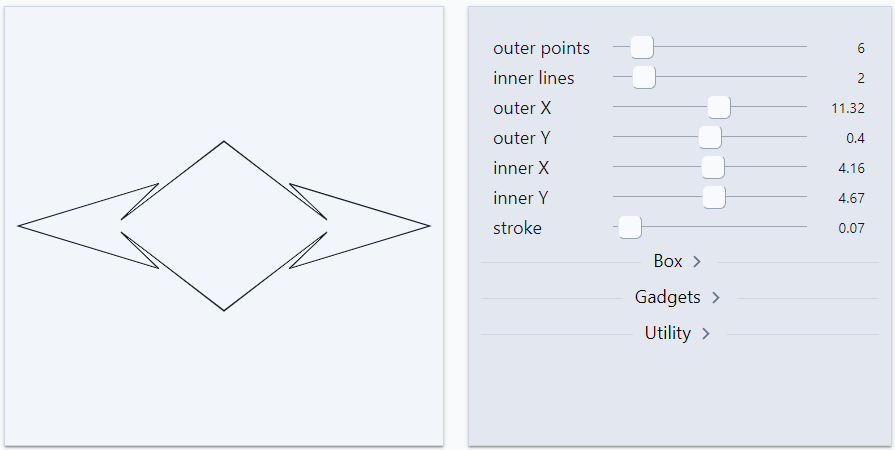 outer points 6
inner lines 2
outer X 11.32
outer Y 0.4
inner X 4.16
inner Y 4.67
stroke 0.07
Box
Gadgets
Utility